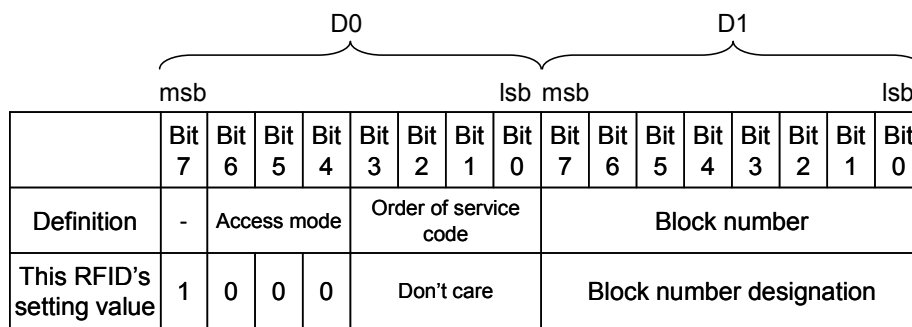 D0 D1
msb lsb msb lsb
Bit 7 Bit 6 Bit 5 Bit 4 Bit 3 Bit 2 Bit 1 Bit 0 Bit 7 Bit 6 Bit 5 Bit 4 Bit 3 Bit 2 Bit 1 Bit 0
Definition - Access mode Order of service code Block number
This RFID's setting value 1 0 0 0 Don't care Block number designation